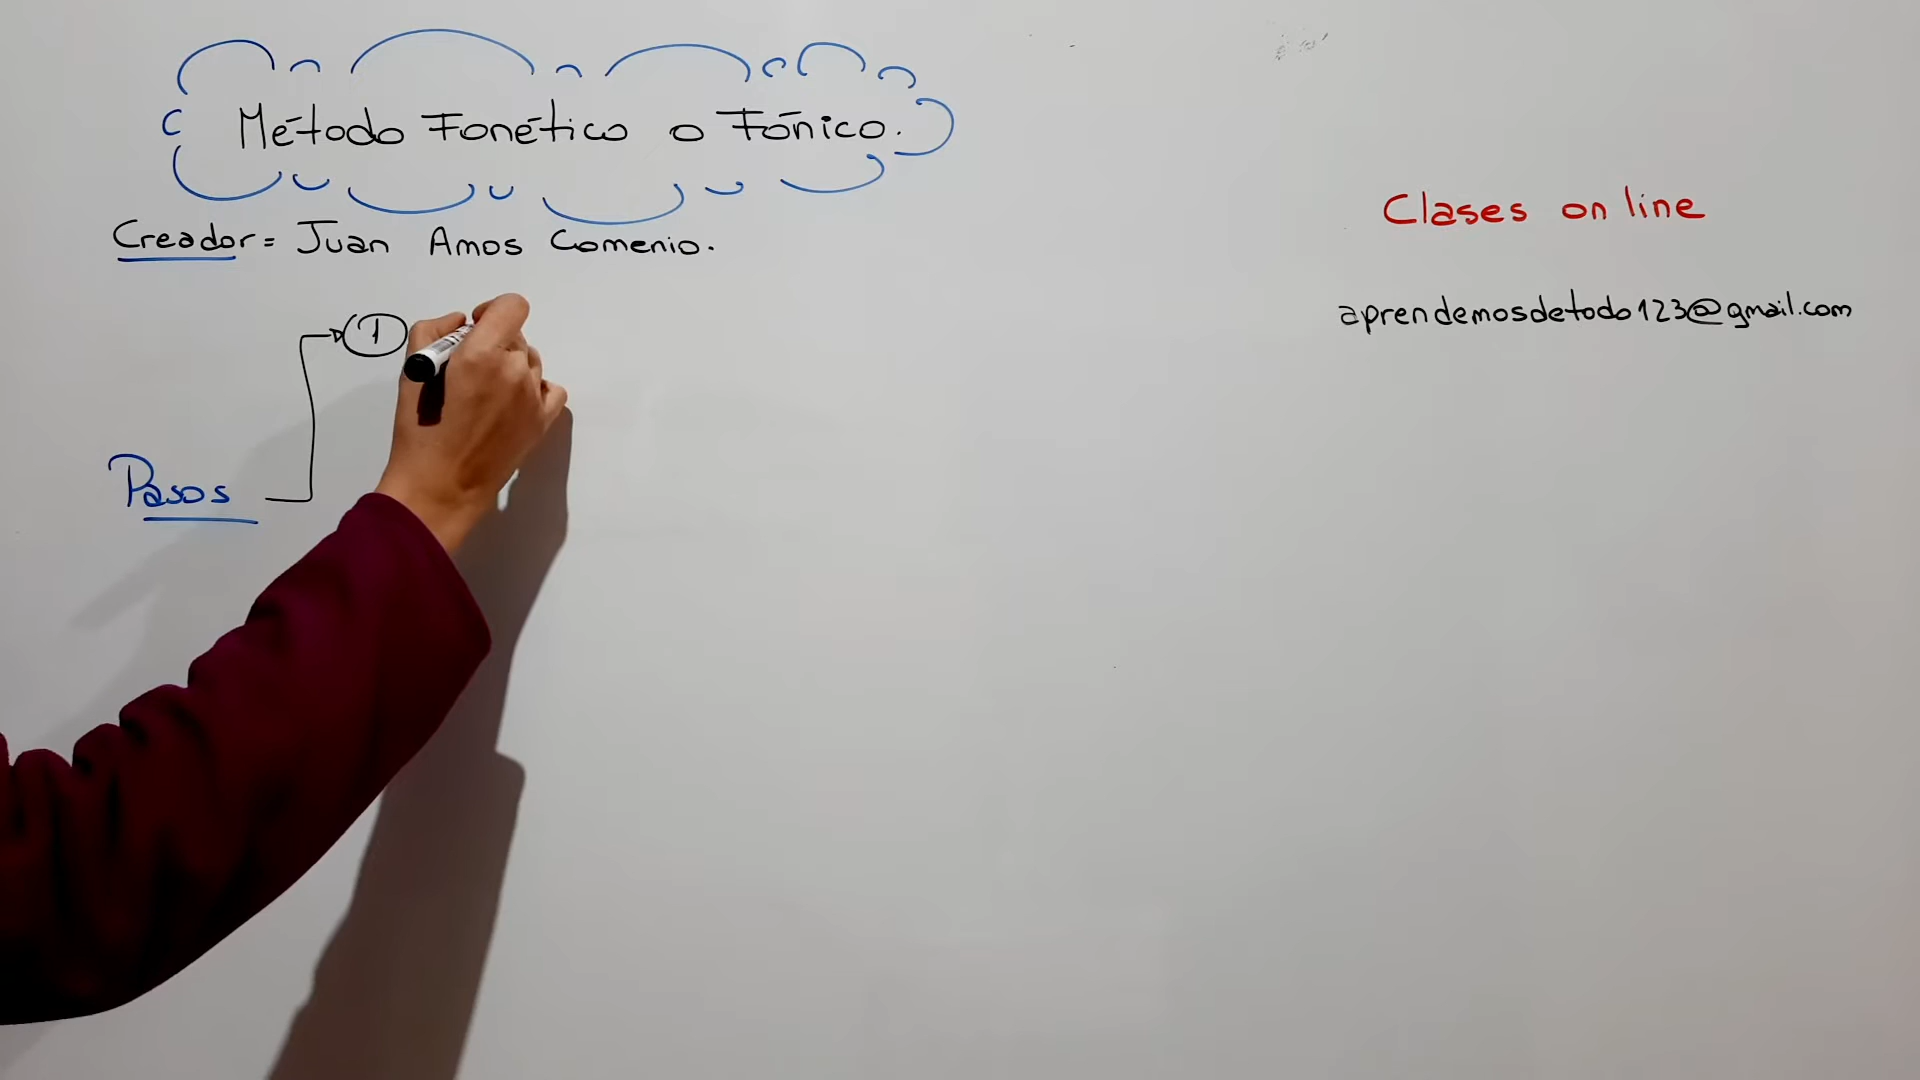 Método Fonético o Fónico.
Creador= Juan Amos Comenio.
1
Pasos
Clases on line
aprendemosdetodo123@gmail.com